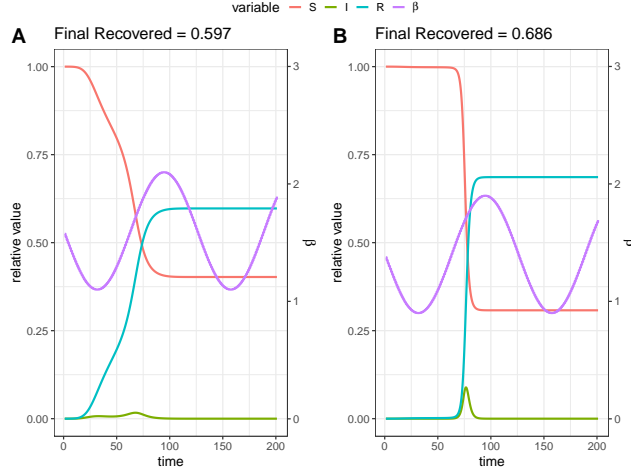 variable S I R β
A
Final Recovered = 0.597
1.00
0.75
0.50
0.25
0.00
relative value
3
2
1
0
β
0 50 100 150 200
time
B
Final Recovered = 0.686
1.00
0.75
0.50
0.25
0.00
relative value
3
2
1
0
β
0 50 100 150 200
time